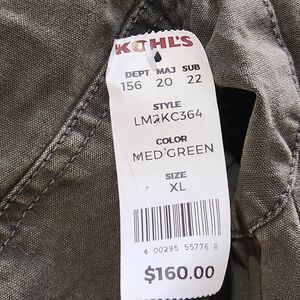 KOHL'S
DEPT MAJ SUB
156 20 22
STYLE
LM2KC364
COLOR
MED GREEN
SIZE
XL
4 00295 55776 8
$160.00